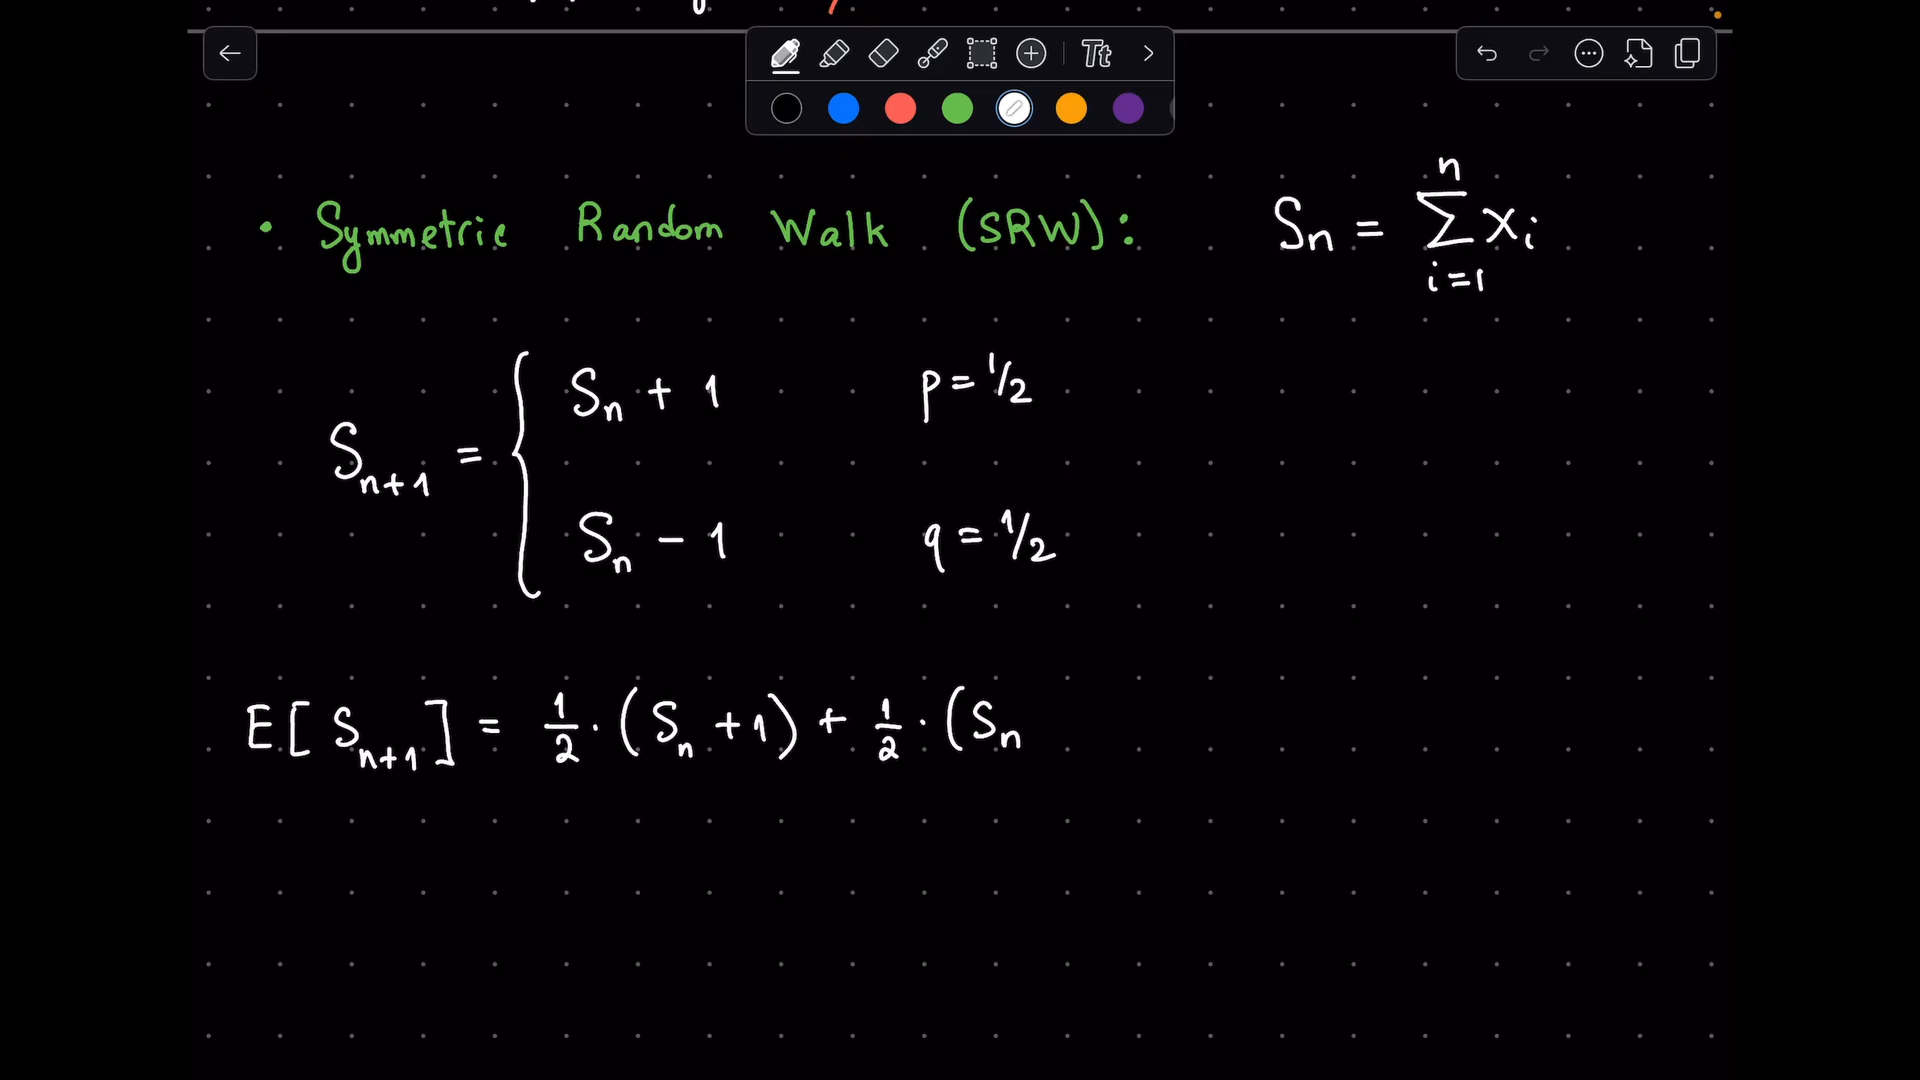 Tt
• Symmetric Random Walk (SRW): Sn = n∑i=1 Xi
Sn+1 = { Sn + 1 p = 1/2
Sn - 1 q = 1/2
E[Sn+1] = 1/2 · (Sn + 1) + 1/2 · (Sn